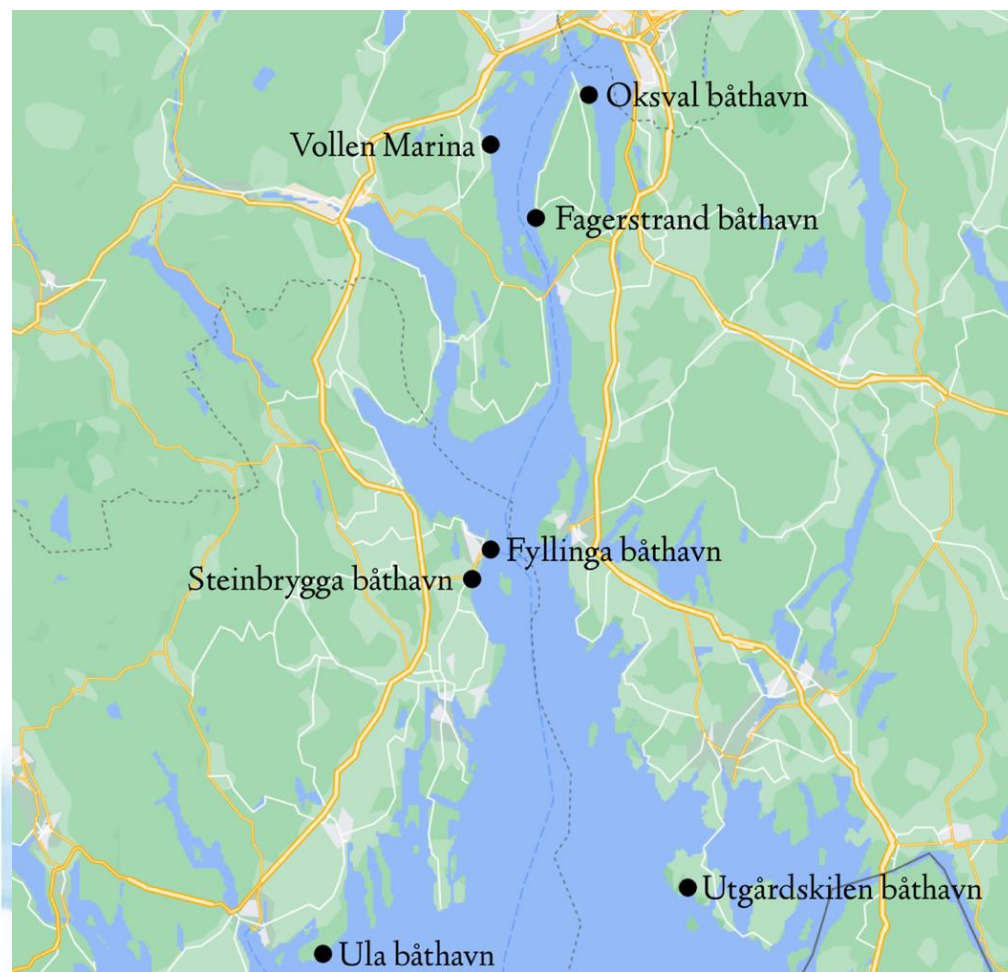 Oksval båthavn
Vollen Marina
Fagerstrand båthavn
Fyllinga båthavn
Steinbrygga båthavn
Utgårdskilen båthavn
Ula båthavn